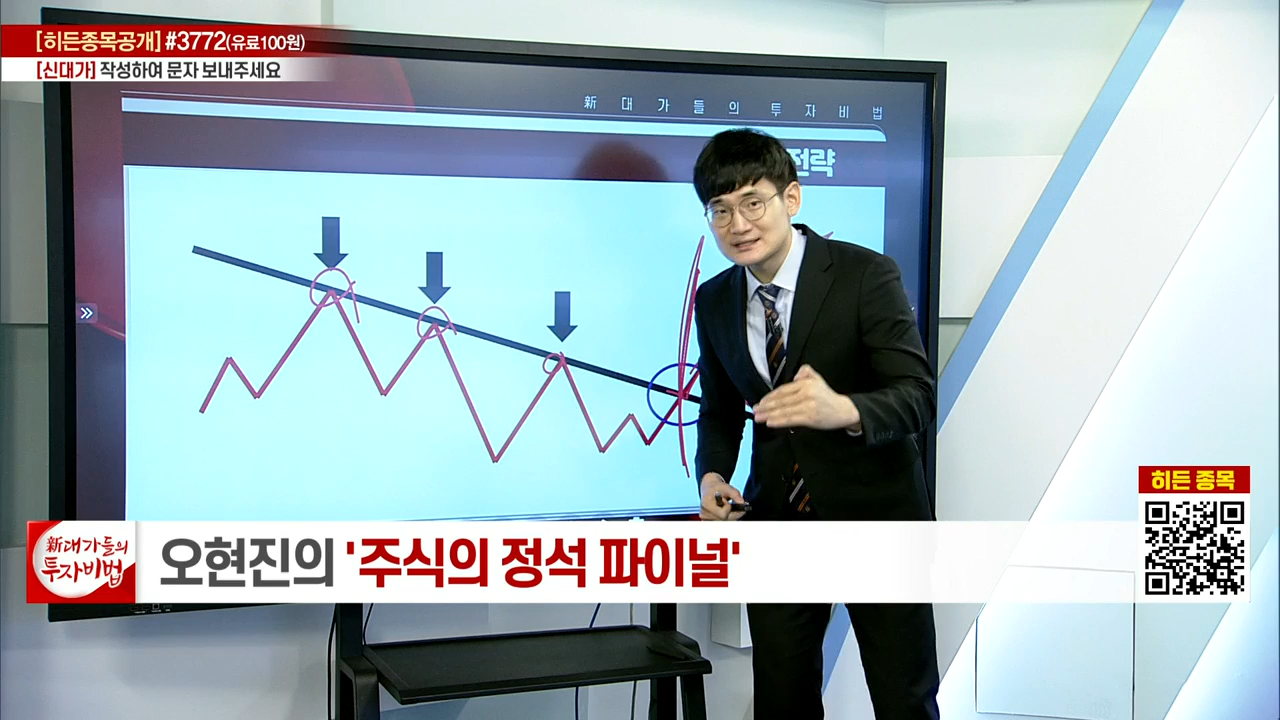 [히든종목공개] #3772(유료100원)
[신대가] 작성하여 문자 보내주세요
新 대 가 들 의 투 자 비 법
전략
히든 종목
新대가들의
투자비법
오현진의 '주식의 정석 파이널'